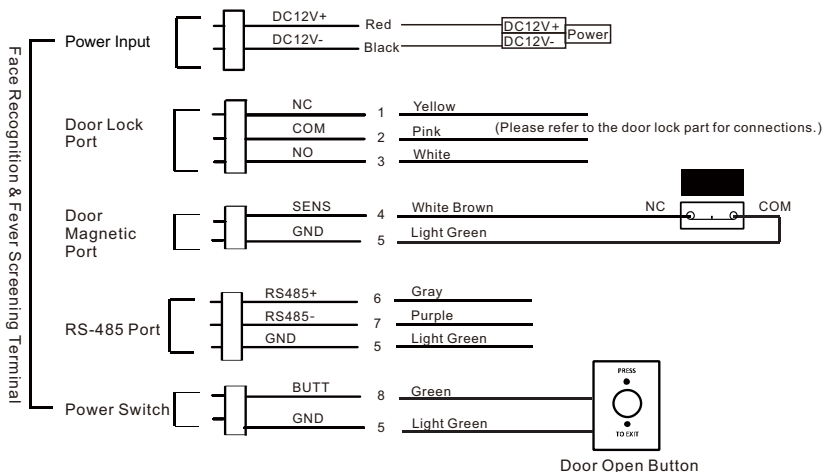 Face Recognition & Fever Screening Terminal
Power Input
DC12V+
Red
DC12V+
DC12V-
Black
DC12V-
Power
Door Lock
Port
NC
1
Yellow
COM
2
Pink
(Please refer to the door lock part for connections.)
NO
3
White
Door
Magnetic
Port
SENS
4
White Brown
NC
COM
GND
5
Light Green
RS-485 Port
RS485+
6
Gray
RS485-
7
Purple
GND
5
Light Green
Power Switch
BUTT
8
Green
GND
5
Light Green
PRESS
TO EXIT
Door Open Button